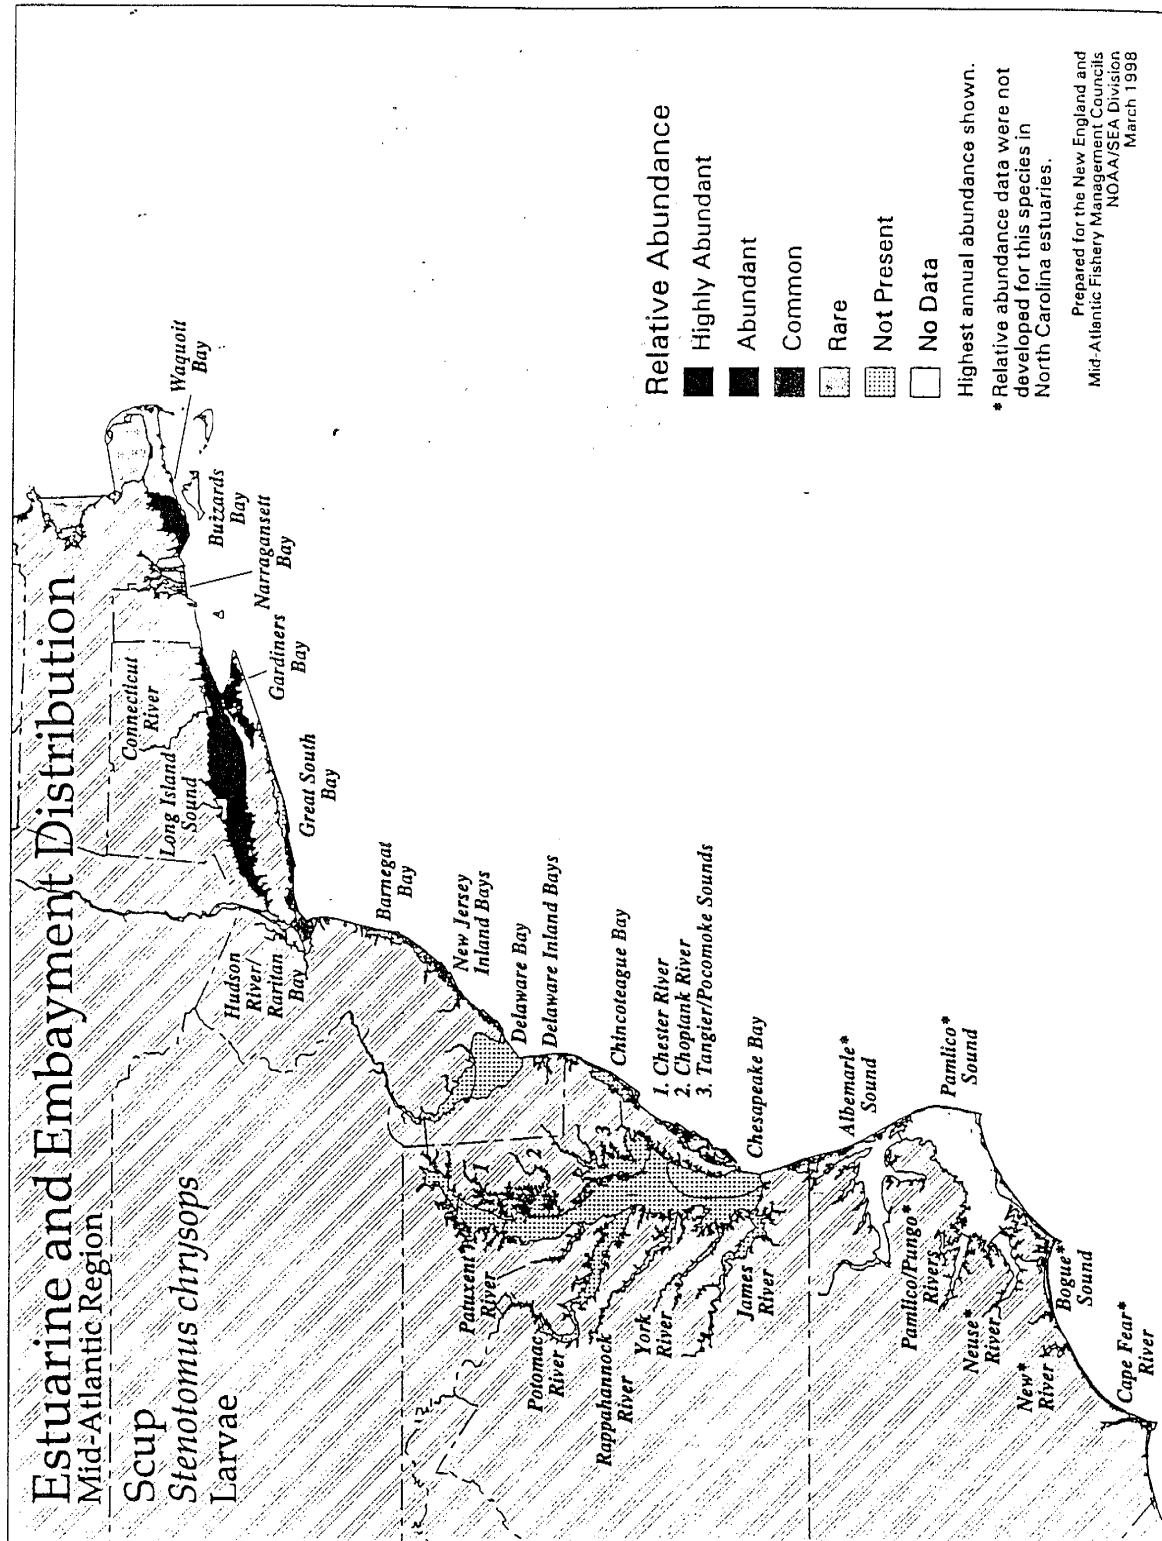 Estuarine and Embayment Distribution
Mid-Atlantic Region
Scup
Stenotomus chrysops
Larvae
Waquoit
Bay
Buzzards
Bay
Narragansett
Bay
Connecticut
River
Gardiners
Bay
Long Island
Sound
Great South
Bay
Hudson
River/
Raritan
Bay
Barnegat
Bay
New Jersey
Inland Bays
Delaware Bay
Delaware Inland Bays
Chincoteague Bay
1. Chester River
2. Choptank River
3. Tangier/Pocomoke Sounds
Chesapeake Bay
1
2
3
Patuxent
River
Potomac
River
Rappahannock
River
York
River
James
River
Albemarle*
Sound
Pamlico*
Sound
Pamlico/Pungo*
Rivers
Neuse*
River
New*
River
Bogue*
Sound
Cape Fear*
River
Relative Abundance
Highly Abundant
Abundant
Common
Rare
Not Present
No Data
Highest annual abundance shown.
* Relative abundance data were not
developed for this species in
North Carolina estuaries.
Prepared for the New England and
Mid-Atlantic Fishery Management Councils
NOAA/SEA Division
March 1998